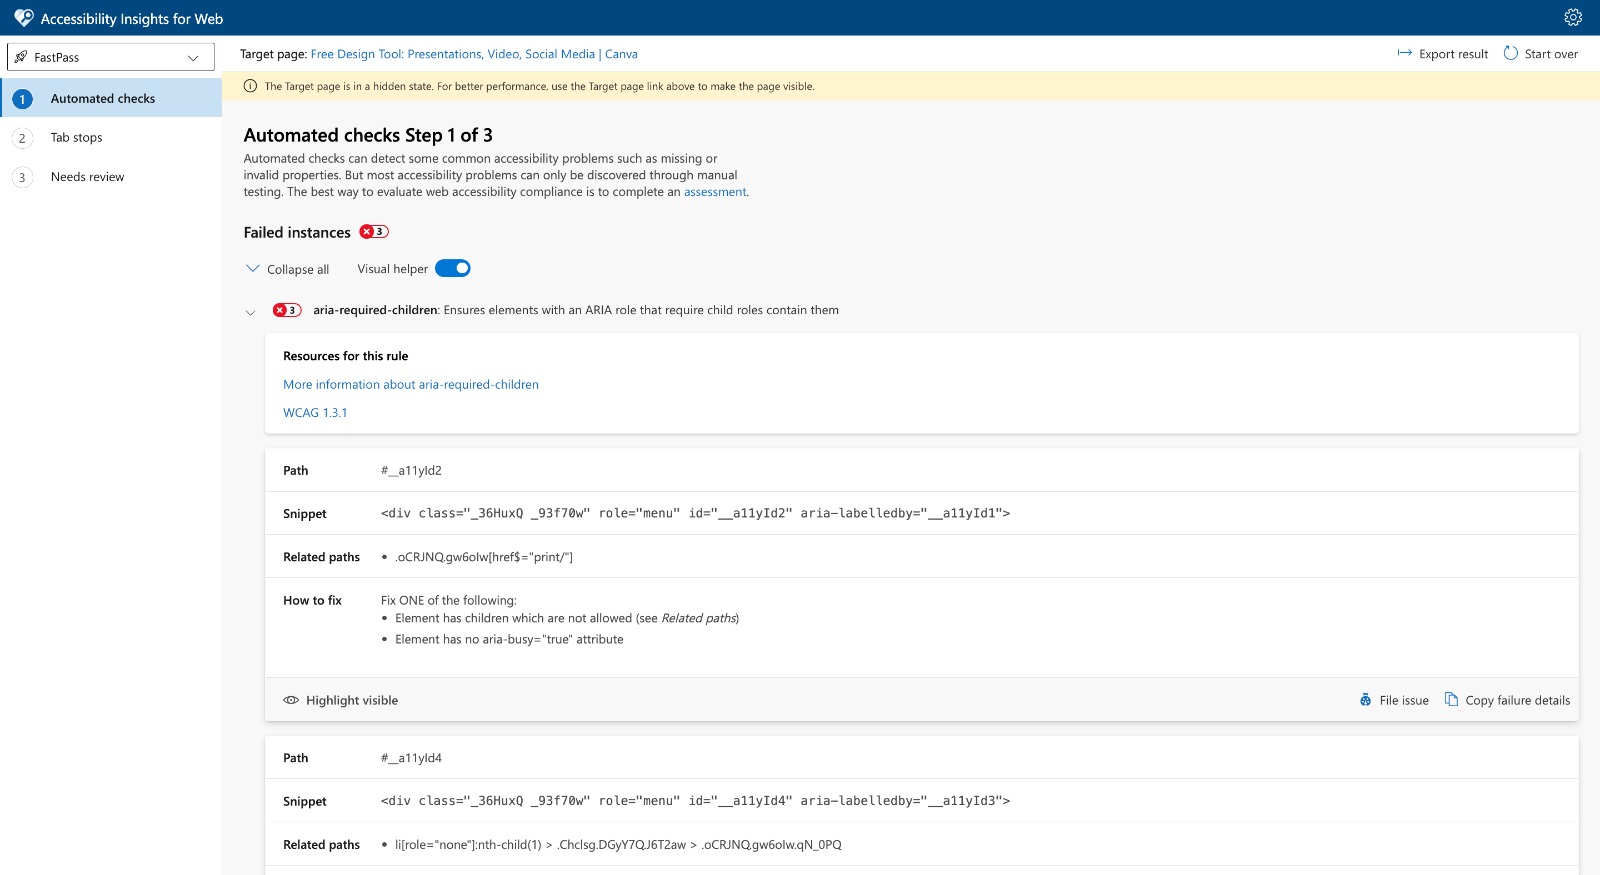 Accessibility Insights for Web
FastPass
Target page: Free Design Tool: Presentations, Video, Social Media | Canva
Export result
Start over
1 Automated checks
2 Tab stops
3 Needs review
The Target page is in a hidden state. For better performance, use the Target page link above to make the page visible.
Automated checks Step 1 of 3
Automated checks can detect some common accessibility problems such as missing or
invalid properties. But most accessibility problems can only be discovered through manual
testing. The best way to evaluate web accessibility compliance is to complete an assessment.
Failed instances 3
Collapse all
Visual helper
3 aria-required-children: Ensures elements with an ARIA role that require child roles contain them
Resources for this rule
More information about aria-required-children
WCAG 1.3.1
Path #__a11yId2
Snippet <div class="_36HuxQ _93f70w" role="menu" id="__a11yId2" aria-labelledby="__a11yId1">
Related paths • .oCRJNQ.gw6oIw[href$="print/"]
How to fix Fix ONE of the following:
• Element has children which are not allowed (see Related paths)
• Element has no aria-busy="true" attribute
Highlight visible
File issue
Copy failure details
Path #__a11yId4
Snippet <div class="_36HuxQ _93f70w" role="menu" id="__a11yId4" aria-labelledby="__a11yId3">
Related paths • li[role="none"]:nth-child(1) > .Chclsg.DGyY7QJ6T2aw > .oCRJNQ.gw6oIw.qN_0PQ